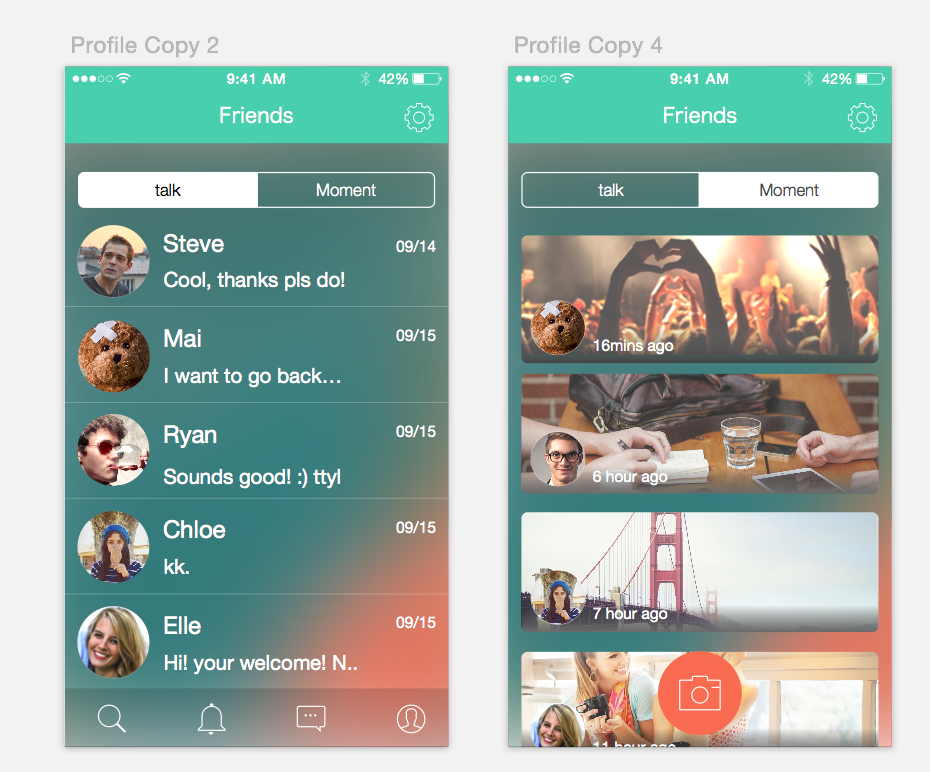 Profile Copy 2
9:41 AM
42%
Friends
talk
Moment
Steve
09/14
Cool, thanks pls do!
Mai
09/15
I want to go back...
Ryan
09/15
Sounds good! :) ttyl
Chloe
09/15
kk.
Elle
09/15
Hi! your welcome! N..
Profile Copy 4
9:41 AM
42%
Friends
talk
Moment
16mins ago
6 hour ago
7 hour ago
11 hour ago